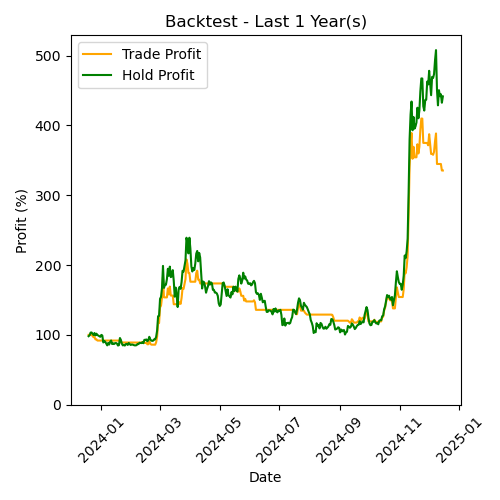 Backtest - Last 1 Year(s)
Trade Profit
Hold Profit
Profit (%)
500
400
300
200
100
0
2024-01
2024-03
2024-05
2024-07
2024-09
2024-11
2025-01
Date